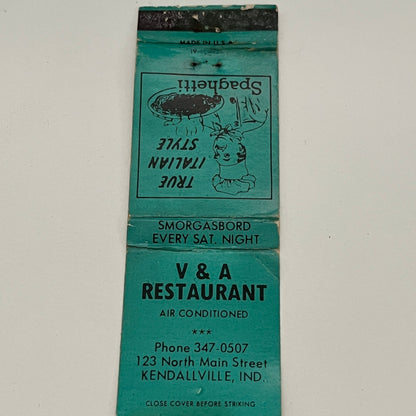 MADE IN U.S.A.
Spaghetti
TRUE
ITALIAN
STYLE
SMORGASBORD
EVERY SAT. NIGHT
V & A
RESTAURANT
AIR CONDITIONED
***
Phone 347-0507
123 North Main Street
KENDALLVILLE, IND.
CLOSE COVER BEFORE STRIKING